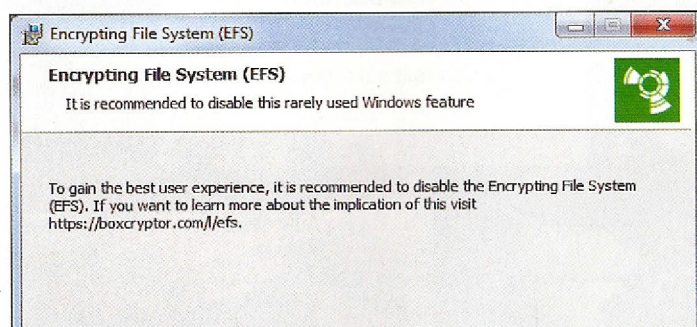 Encrypting File System (EFS)
Encrypting File System (EFS)
It is recommended to disable this rarely used Windows feature
To gain the best user experience, it is recommended to disable the Encrypting File System
(EFS). If you want to learn more about the implication of this visit
https://boxcryptor.com/l/efs.